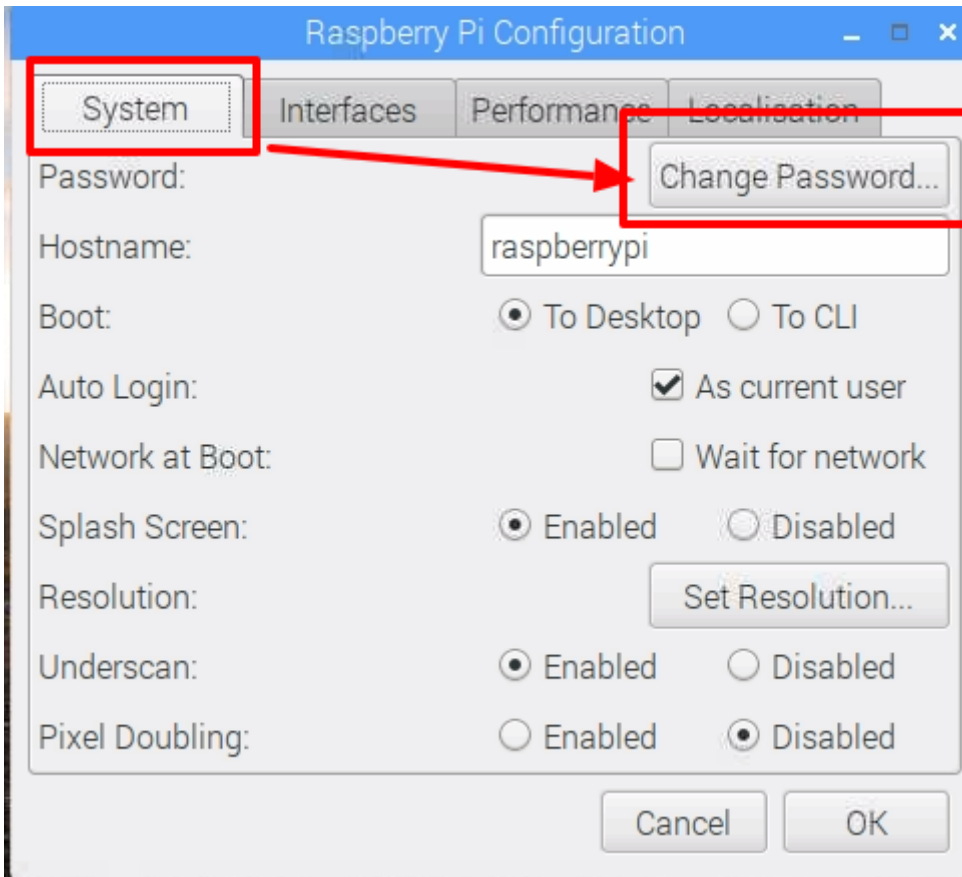 Raspberry Pi Configuration
System Interfaces Performance Localisation
Password: Change Password...
Hostname: raspberrypi
Boot: To Desktop To CLI
Auto Login: As current user
Network at Boot: Wait for network
Splash Screen: Enabled Disabled
Resolution: Set Resolution...
Underscan: Enabled Disabled
Pixel Doubling: Enabled Disabled
Cancel OK